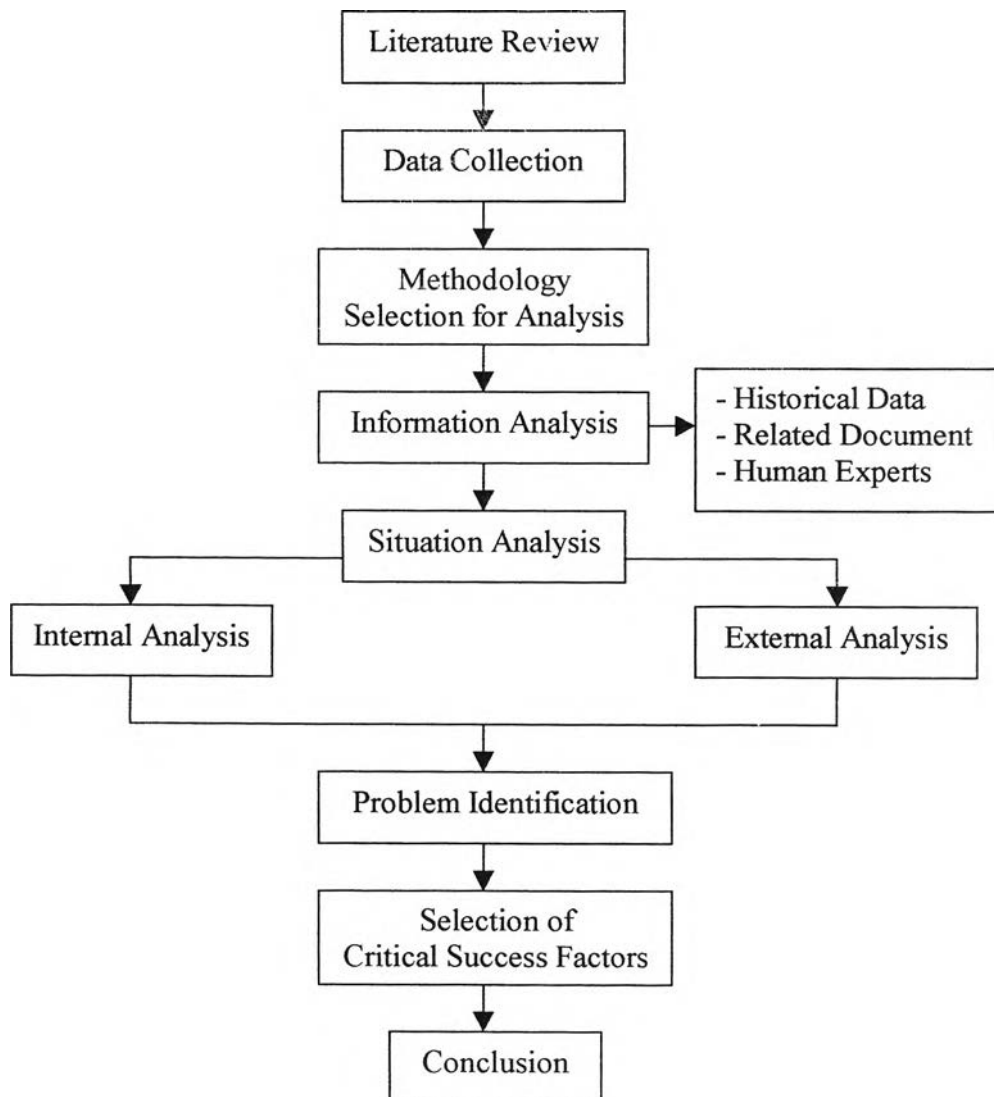 Literature Review
Data Collection
Methodology
Selection for Analysis
Information Analysis
- Historical Data
- Related Document
- Human Experts
Situation Analysis
Internal Analysis
External Analysis
Problem Identification
Selection of
Critical Success Factors
Conclusion